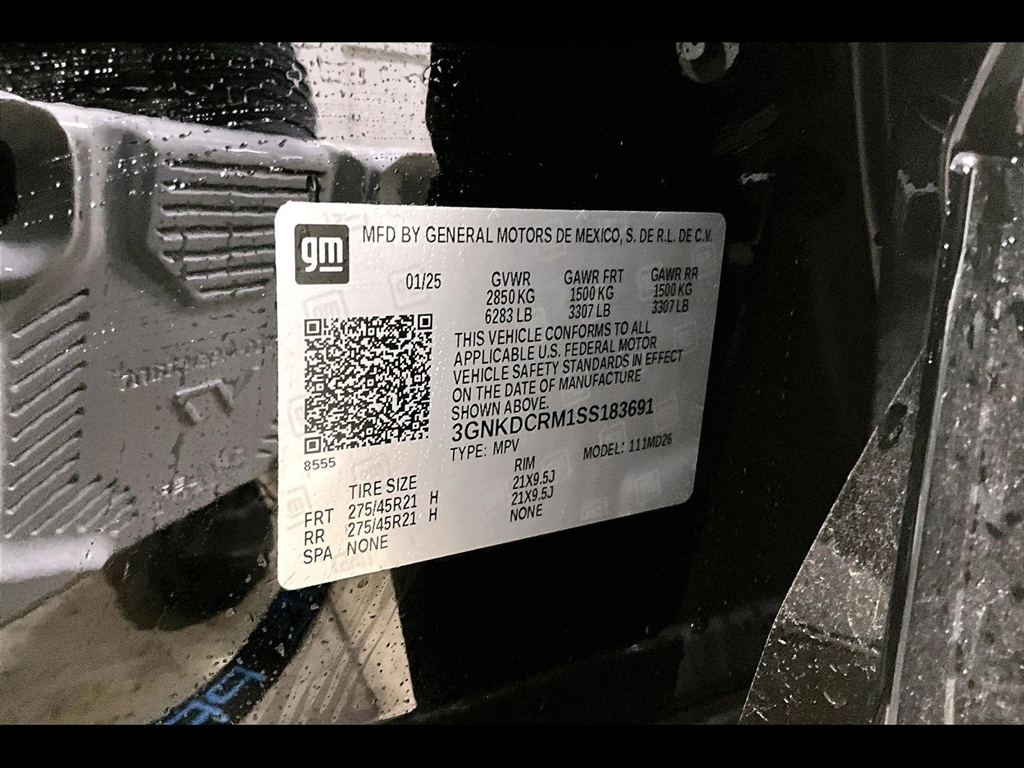 gm MFD BY GENERAL MOTORS DE MEXICO, S. DE R.L. DE C.V.
01/25 GVWR GAWR FRT GAWR RR
2850 KG 1500 KG 1500 KG
6283 LB 3307 LB 3307 LB
THIS VEHICLE CONFORMS TO ALL
APPLICABLE U.S. FEDERAL MOTOR
VEHICLE SAFETY STANDARDS IN EFFECT
ON THE DATE OF MANUFACTURE
SHOWN ABOVE.
3GNKDCRM1SS183691
TYPE: MPV MODEL: 111MD26
8555
TIRE SIZE RIM
FRT 275/45R21 H 21X9.5J
RR 275/45R21 H 21X9.5J
SPA NONE NONE